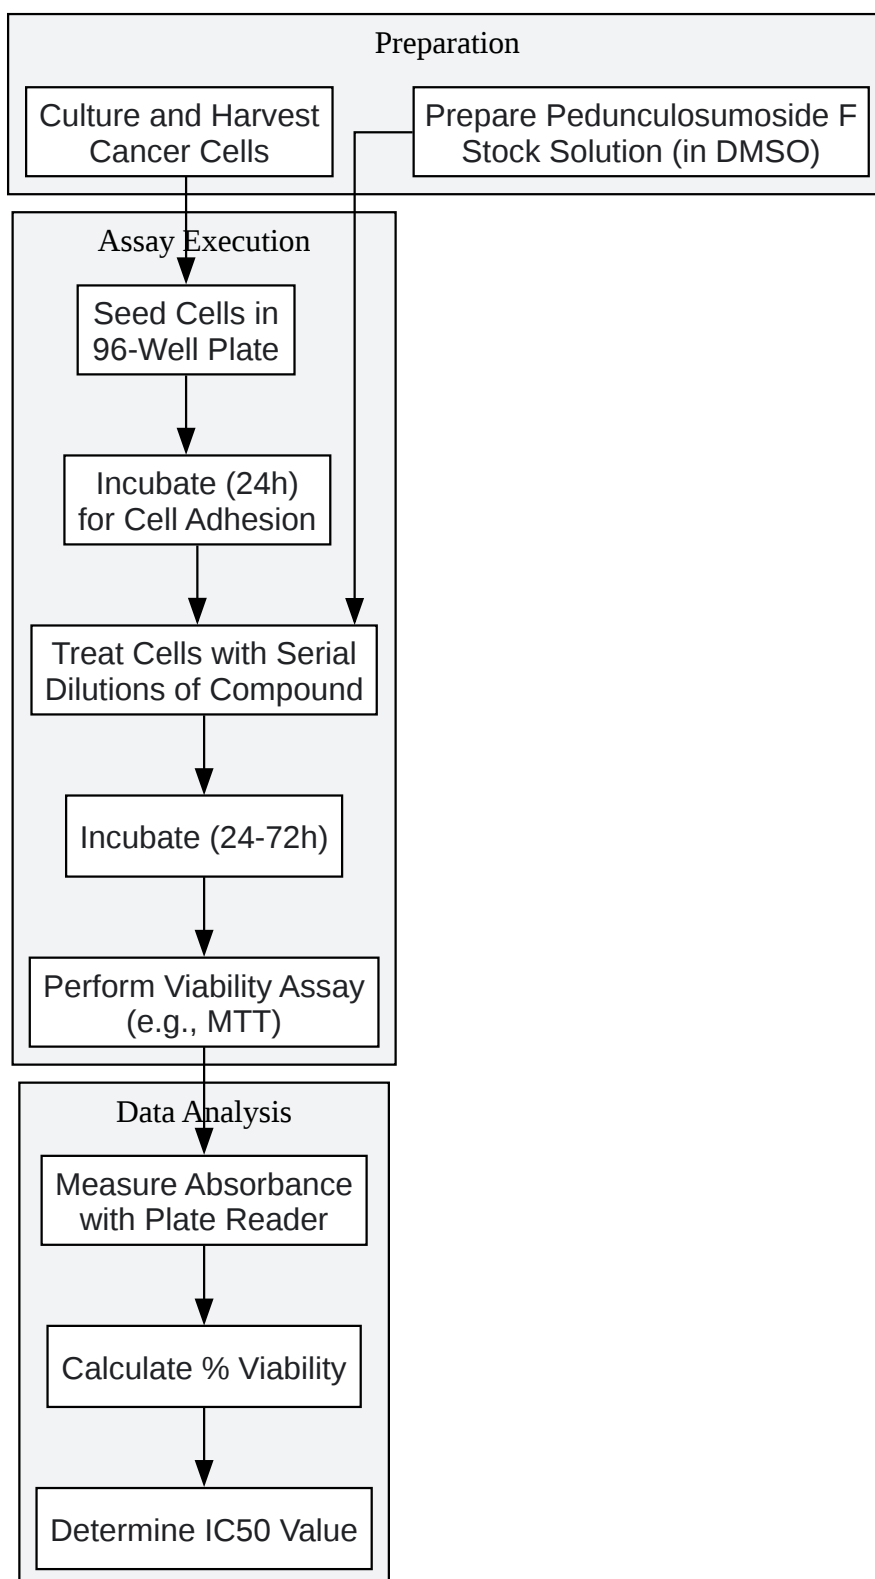 Preparation
Culture and Harvest
Cancer Cells
Prepare Pedunculosumoside F
Stock Solution (in DMSO)
Assay Execution
Seed Cells in
96-Well Plate
Incubate (24h)
for Cell Adhesion
Treat Cells with Serial
Dilutions of Compound
Incubate (24-72h)
Perform Viability Assay
(e.g., MTT)
Data Analysis
Measure Absorbance
with Plate Reader
Calculate % Viability
Determine IC50 Value